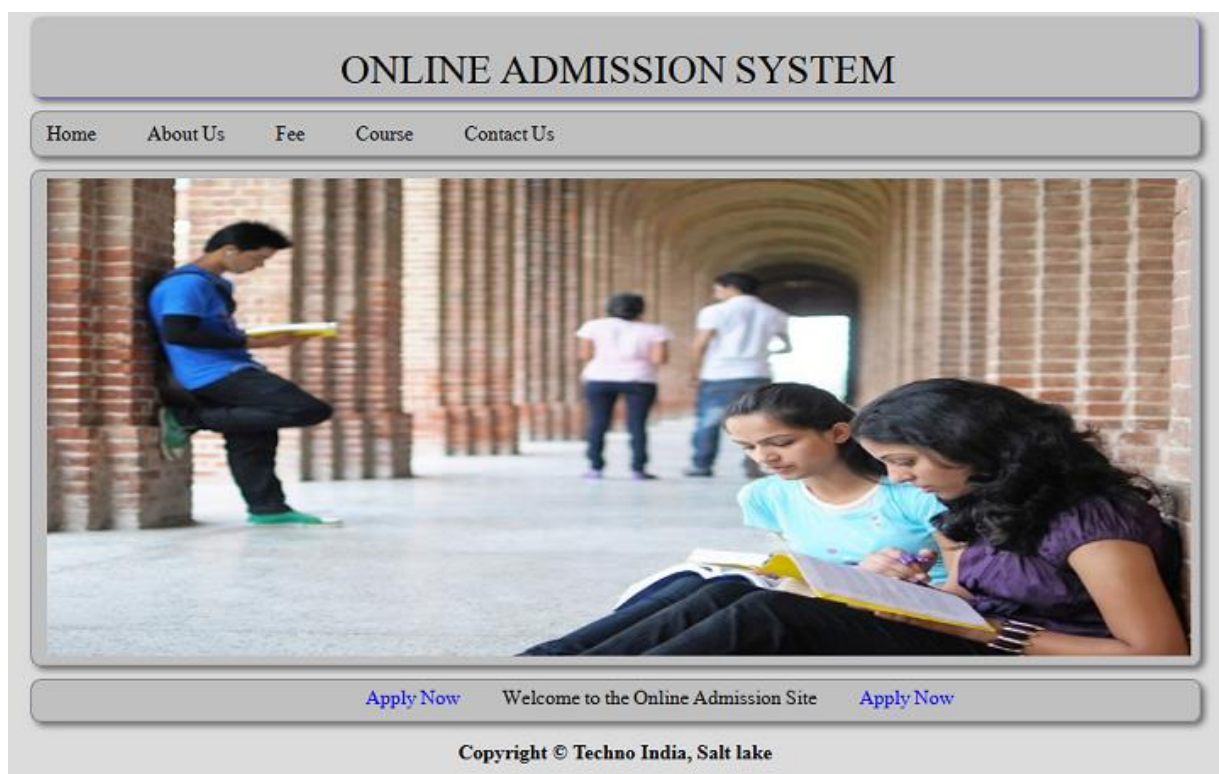 ONLINE ADMISSION SYSTEM
Home About Us Fee Course Contact Us
Apply Now Welcome to the Online Admission Site Apply Now
Copyright © Techno India, Salt lake